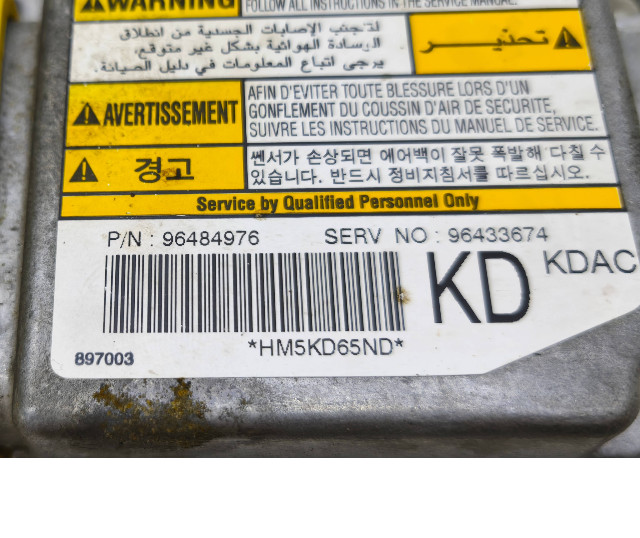 WARNING
FOLLOW ALL INSTRUCTIONS IN THE SERVICE MANUAL.
تحذير
لتجنب الإصابات الجسدية من انطلاق
الوسادة الهوائية بشكل غير متوقع,
يرجى اتباع المعلومات في دليل الصيانة.
AVERTISSEMENT
AFIN D'EVITER TOUTE BLESSURE LORS D'UN
GONFLEMENT DU COUSSIN D'AIR DE SECURITE,
SUIVRE LES INSTRUCTIONS DU MANUEL DE SERVICE.
경고
쎈서가 손상되면 에어백이 잘못 폭발해 다칠 수
있습니다. 반드시 정비지침서를 따르십시오.
Service by Qualified Personnel Only
P/N : 96484976 SERV NO : 96433674
KD KDAC
*HM5KD65ND*
897003